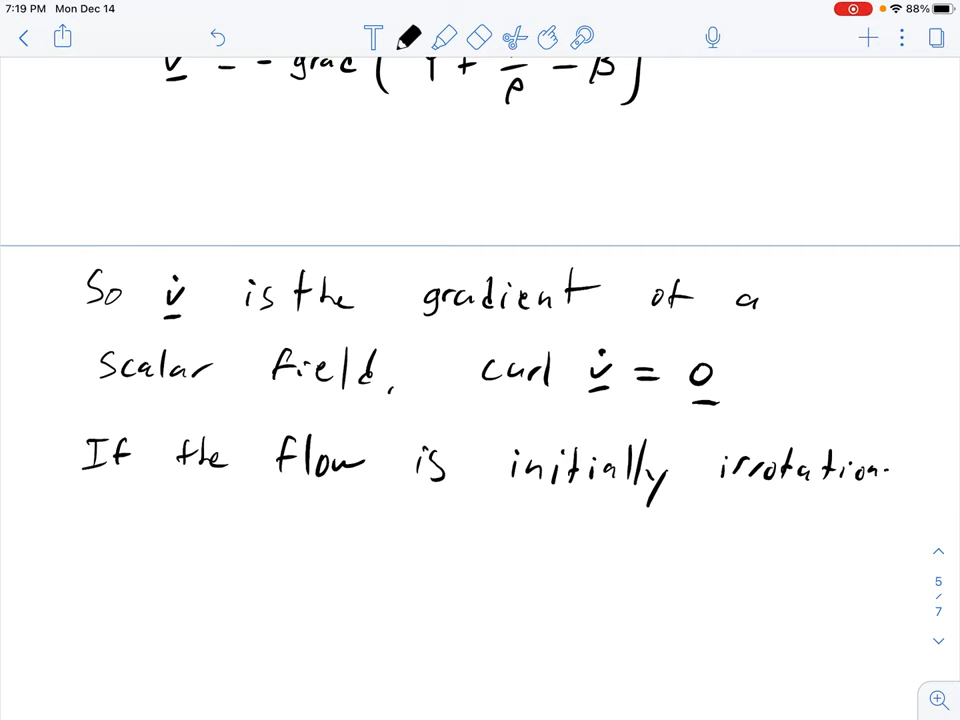 7:19 PM Mon Dec 14
88%
v̲̇ = - grad ( ψ + — / ρ - β )
So v̲̇ is the gradient of a
scalar field, curl v̲̇ = 0̲
If the flow is initially irrotation-
5
/
7